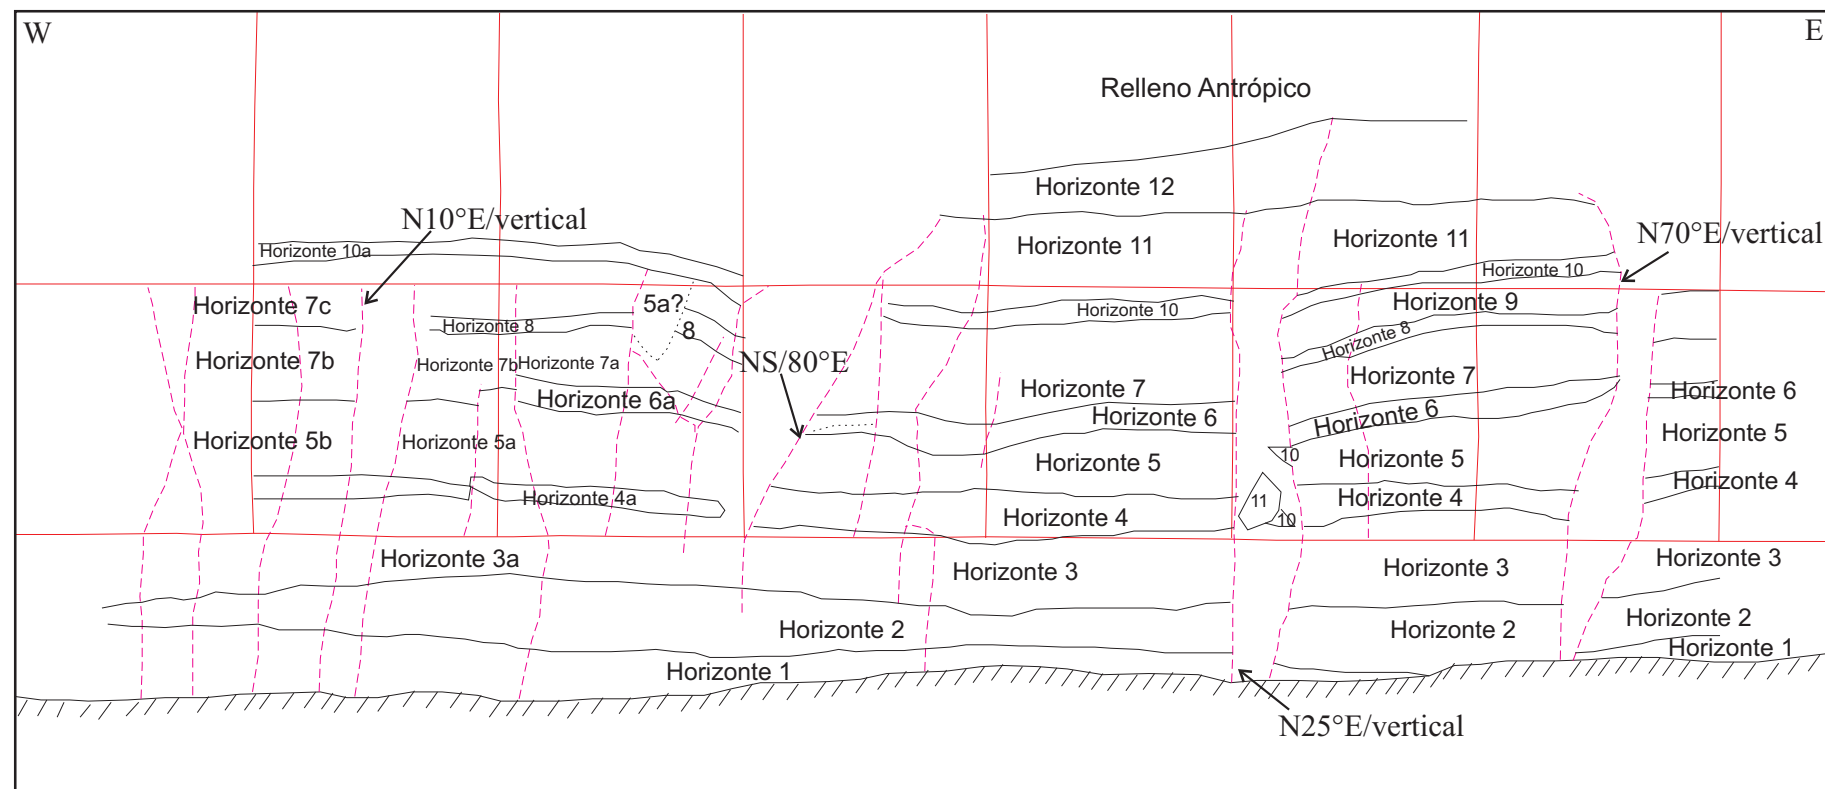 W
E
Relleno Antrópico
Horizonte 12
N10°E/vertical
Horizonte 10a
Horizonte 11
Horizonte 11
N70°E/vertical
Horizonte 10
Horizonte 7c
5a?
Horizonte 9
Horizonte 10
Horizonte 8
8
Horizonte 8
Horizonte 7b
Horizonte 7b
Horizonte 7a
NS/80°E
Horizonte 7
Horizonte 7
Horizonte 6
Horizonte 6a
Horizonte 6
Horizonte 6
Horizonte 5b
Horizonte 5a
Horizonte 5
10
Horizonte 5
Horizonte 5
Horizonte 4a
11
Horizonte 4
Horizonte 4
Horizonte 4
10
Horizonte 3a
Horizonte 3
Horizonte 3
Horizonte 3
Horizonte 2
Horizonte 2
Horizonte 2
Horizonte 1
Horizonte 1
N25°E/vertical